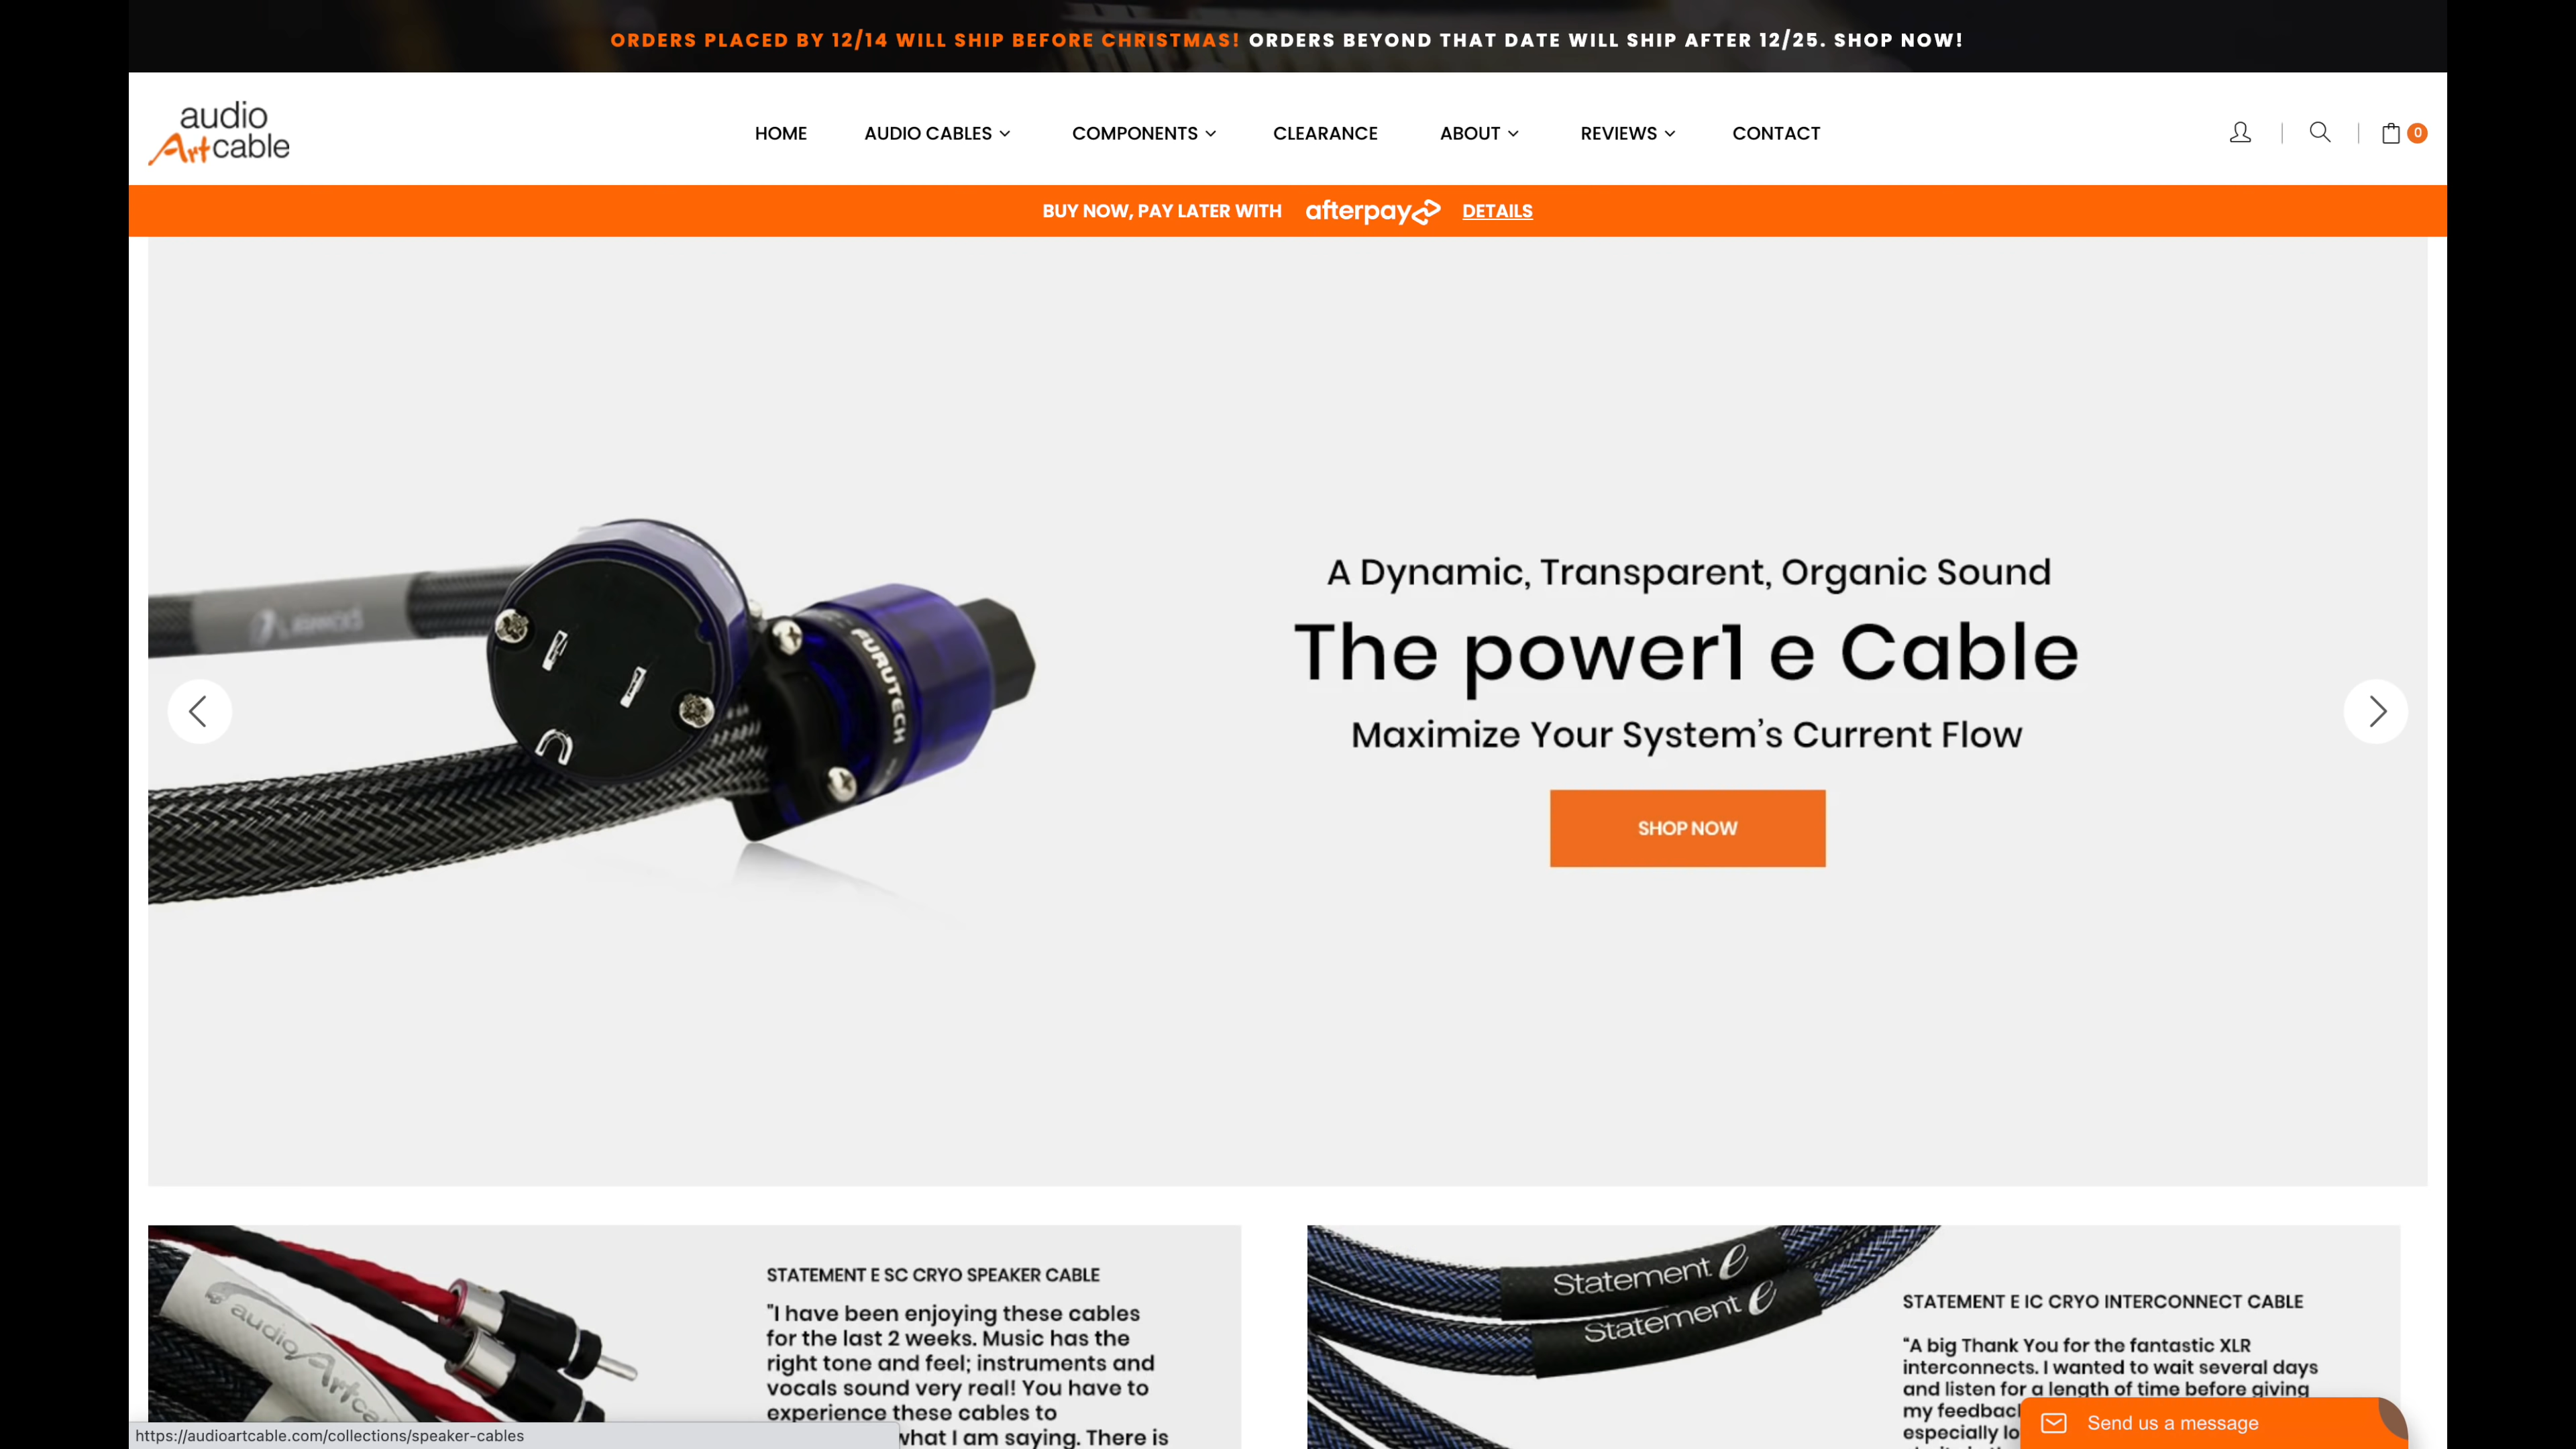 ORDERS PLACED BY 12/14 WILL SHIP BEFORE CHRISTMAS! ORDERS BEYOND THAT DATE WILL SHIP AFTER 12/25. SHOP NOW!
audio
Artcable
HOME AUDIO CABLES COMPONENTS CLEARANCE ABOUT REVIEWS CONTACT
0
BUY NOW, PAY LATER WITH afterpay DETAILS
FURUTECH
A Dynamic, Transparent, Organic Sound
The power1 e Cable
Maximize Your System's Current Flow
SHOP NOW
audioArtca
STATEMENT E SC CRYO SPEAKER CABLE
"I have been enjoying these cables
for the last 2 weeks. Music has the
right tone and feel; instruments and
vocals sound very real! You have to
experience these cables to
what I am saying. There is
Statement e
Statement e
STATEMENT E IC CRYO INTERCONNECT CABLE
"A big Thank You for the fantastic XLR
interconnects. I wanted to wait several days
and listen for a length of time before giving
my feedbac
especially lo
Send us a message
https://audioartcable.com/collections/speaker-cables